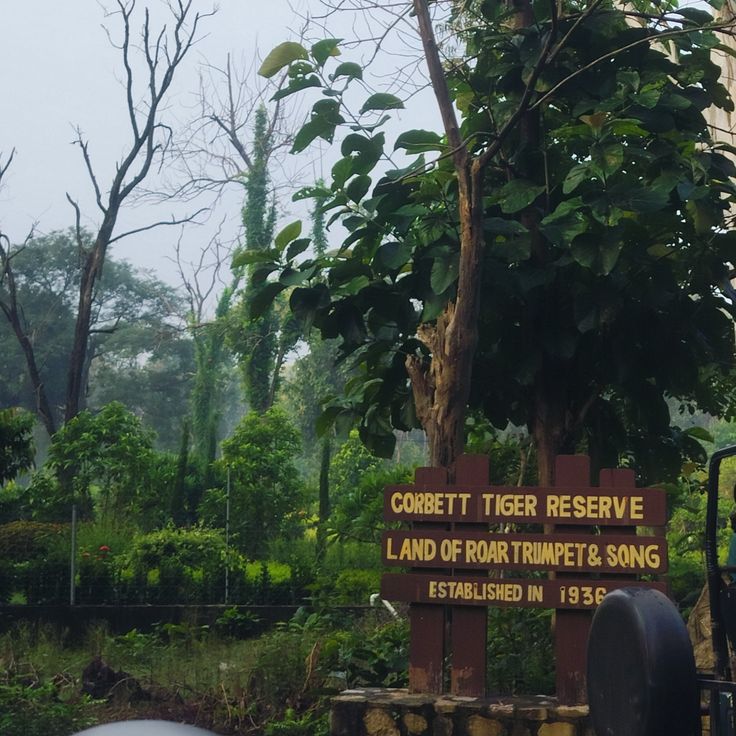 CORBETT TIGER RESERVE
LAND OF ROAR TRUMPET & SONG
ESTABLISHED IN 1936